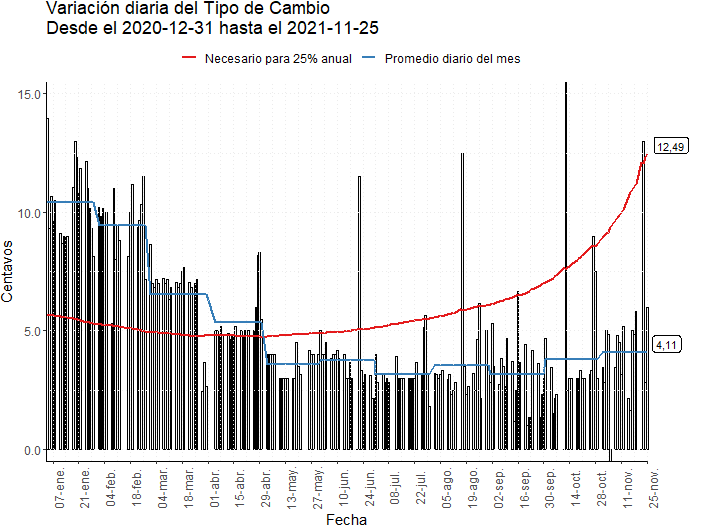 Variación diaria del Tipo de Cambio
Desde el 2020-12-31 hasta el 2021-11-25
Necesario para 25% anual
Promedio diario del mes
Centavos
15.0
10.0
5.0
0.0
12,49
4,11
07-ene.
21-ene.
04-feb.
18-feb.
04-mar.
18-mar.
01-abr.
15-abr.
29-abr.
13-may.
27-may.
10-jun.
24-jun.
08-jul.
22-jul.
05-ago.
19-ago.
02-sep.
16-sep.
30-sep.
14-oct.
28-oct.
11-nov.
25-nov.
Fecha